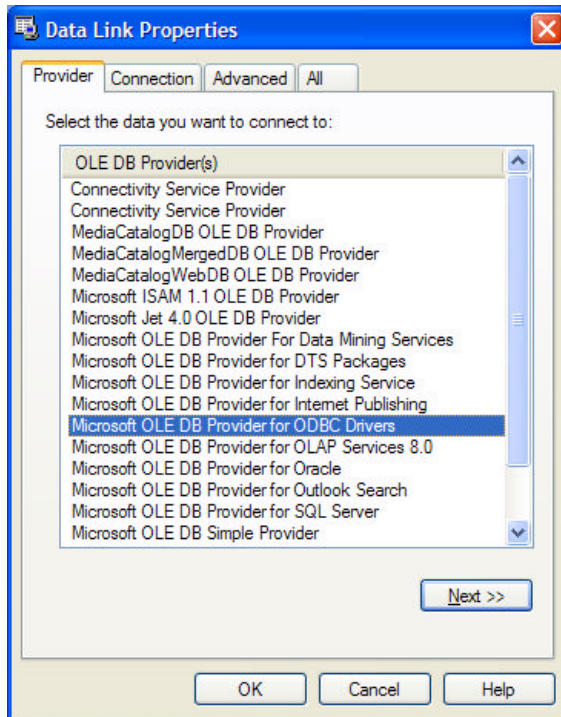 Data Link Properties
Provider Connection Advanced All
Select the data you want to connect to:
OLE DB Provider(s)
Connectivity Service Provider
Connectivity Service Provider
MediaCatalogDB OLE DB Provider
MediaCatalogMergedDB OLE DB Provider
MediaCatalogWebDB OLE DB Provider
Microsoft ISAM 1.1 OLE DB Provider
Microsoft Jet 4.0 OLE DB Provider
Microsoft OLE DB Provider For Data Mining Services
Microsoft OLE DB Provider for DTS Packages
Microsoft OLE DB Provider for Indexing Service
Microsoft OLE DB Provider for Internet Publishing
Microsoft OLE DB Provider for ODBC Drivers
Microsoft OLE DB Provider for OLAP Services 8.0
Microsoft OLE DB Provider for Oracle
Microsoft OLE DB Provider for Outlook Search
Microsoft OLE DB Provider for SQL Server
Microsoft OLE DB Simple Provider
Next >>
OK Cancel Help